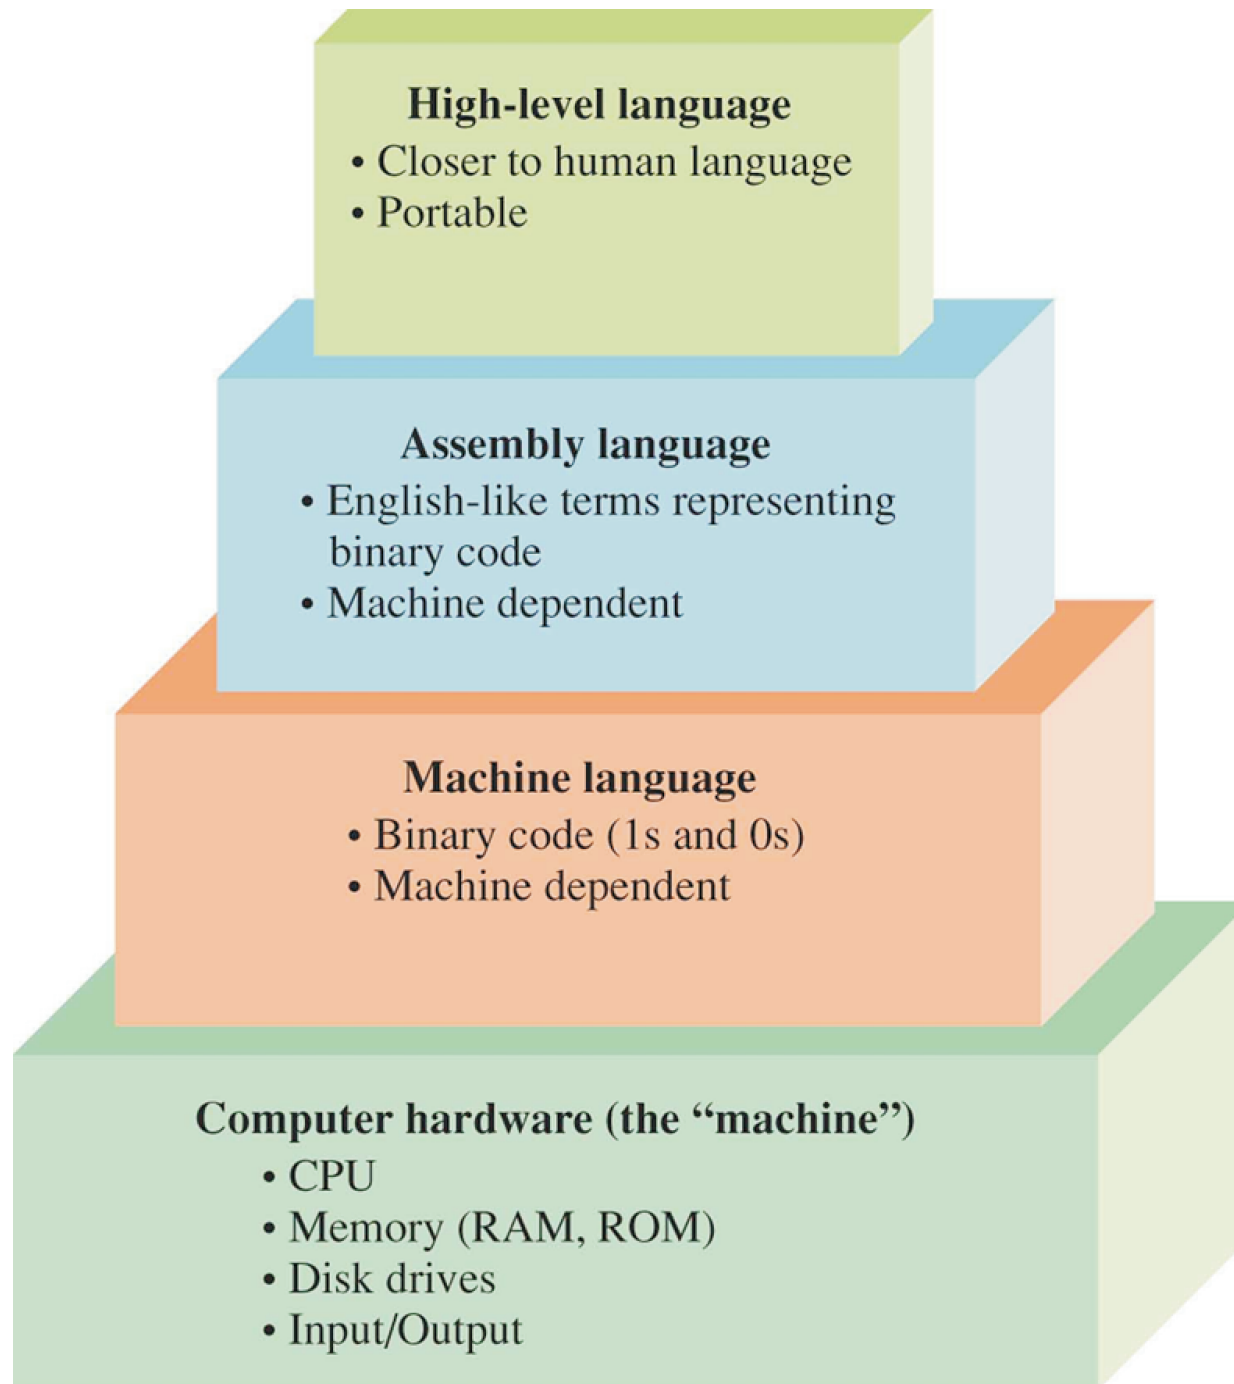 High-level language
• Closer to human language
• Portable
Assembly language
• English-like terms representing
binary code
• Machine dependent
Machine language
• Binary code (1s and 0s)
• Machine dependent
Computer hardware (the “machine”)
• CPU
• Memory (RAM, ROM)
• Disk drives
• Input/Output